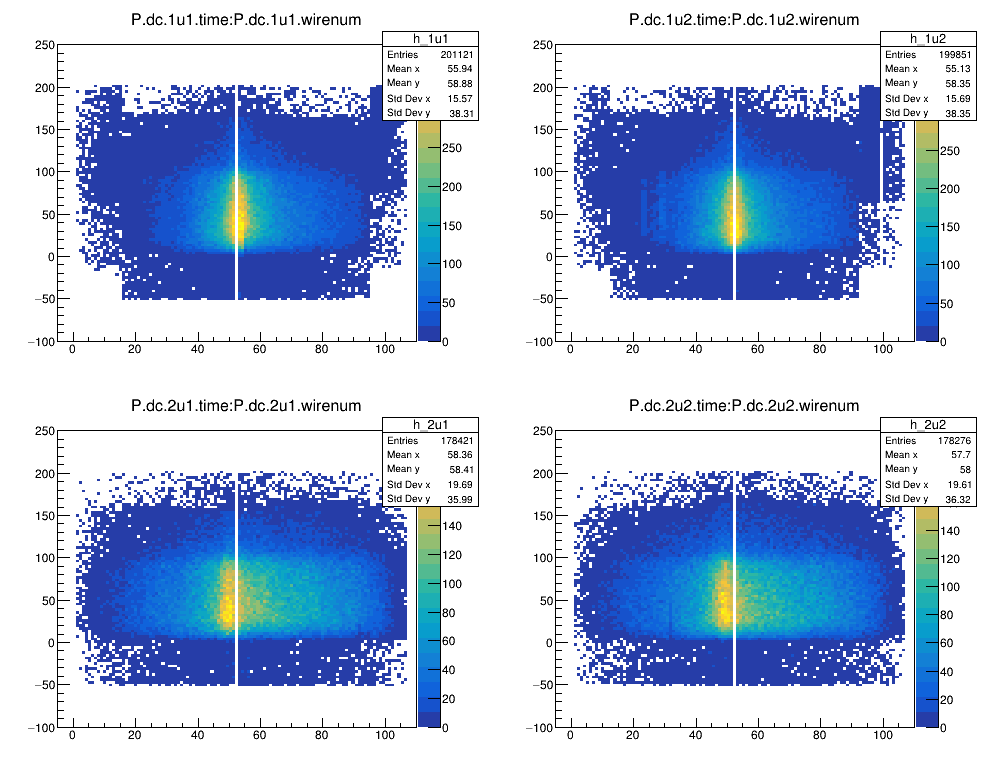 P.dc.1u1.time:P.dc.1u1.wirenum
h_1u1
Entries 201121
Mean x 55.94
Mean y 58.88
Std Dev x 15.57
Std Dev y 38.31
250
200
150
100
50
0
−50
−100
0 20 40 60 80 100
250
200
150
100
50
0
P.dc.1u2.time:P.dc.1u2.wirenum
h_1u2
Entries 199851
Mean x 55.13
Mean y 58.35
Std Dev x 15.69
Std Dev y 38.35
250
200
150
100
50
0
−50
−100
0 20 40 60 80 100
250
200
150
100
50
0
P.dc.2u1.time:P.dc.2u1.wirenum
h_2u1
Entries 178421
Mean x 58.36
Mean y 58.41
Std Dev x 19.69
Std Dev y 35.99
250
200
150
100
50
0
−50
−100
0 20 40 60 80 100
140
120
100
80
60
40
20
0
P.dc.2u2.time:P.dc.2u2.wirenum
h_2u2
Entries 178276
Mean x 57.7
Mean y 58
Std Dev x 19.61
Std Dev y 36.32
250
200
150
100
50
0
−50
−100
0 20 40 60 80 100
140
120
100
80
60
40
20
0